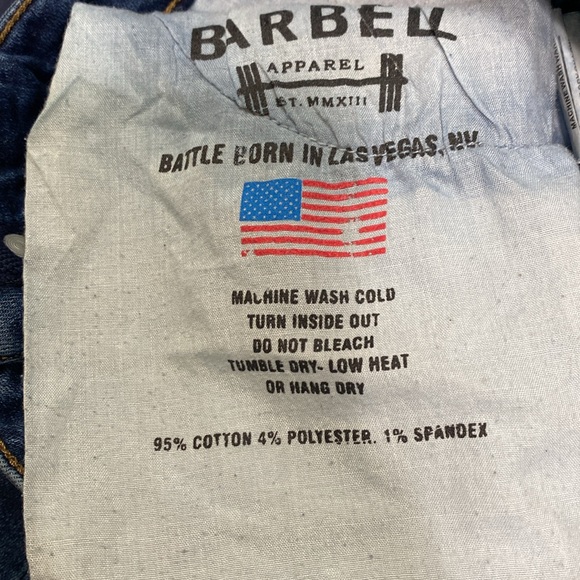 BARBELL
APPAREL
EST. MMXIII
BATTLE BORN IN LAS VEGAS, NV.
MACHINE WASH COLD
TURN INSIDE OUT
DO NOT BLEACH
TUMBLE DRY- LOW HEAT
OR HANG DRY
95% COTTON 4% POLYESTER. 1% SPANDEX